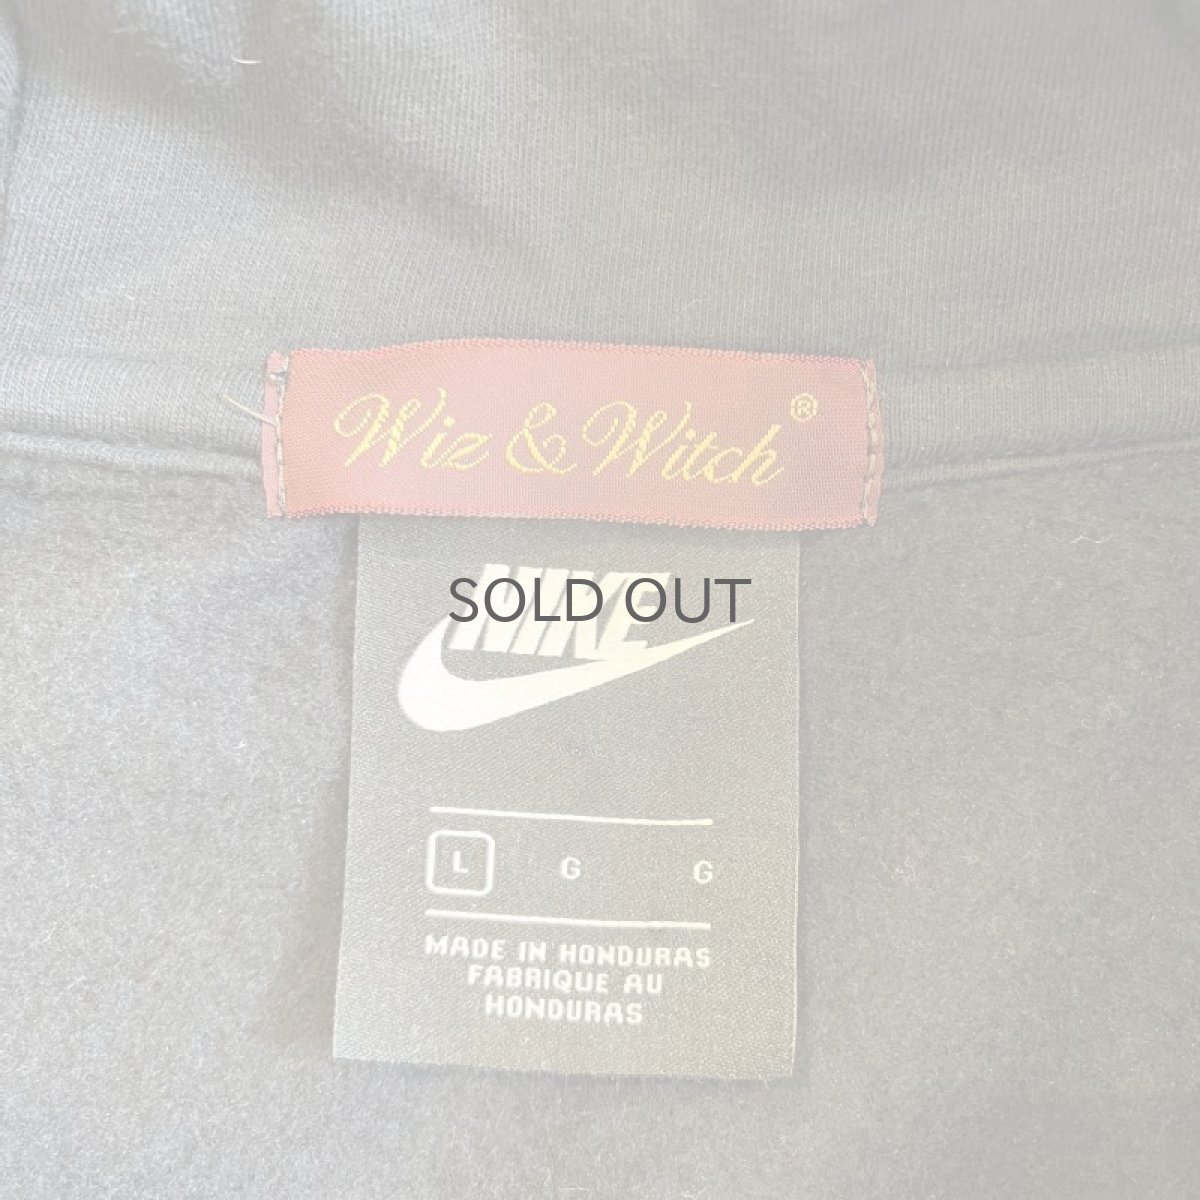 Wiz & Witch ®
NIKE
SOLD OUT
L G G
MADE IN HONDURAS
FABRIQUE AU
HONDURAS